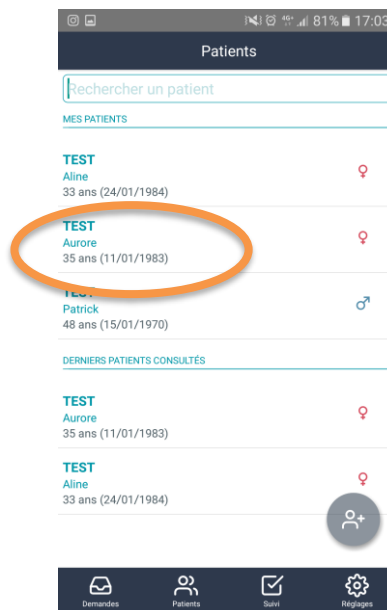 4G+ 81% 17:03
Patients
Rechercher un patient
MES PATIENTS
TEST
Aline
33 ans (24/01/1984)
TEST
Aurore
35 ans (11/01/1983)
TEST
Patrick
48 ans (15/01/1970)
DERNIERS PATIENTS CONSULTÉS
TEST
Aurore
35 ans (11/01/1983)
TEST
Aline
33 ans (24/01/1984)
Demandes Patients Suivi Réglages